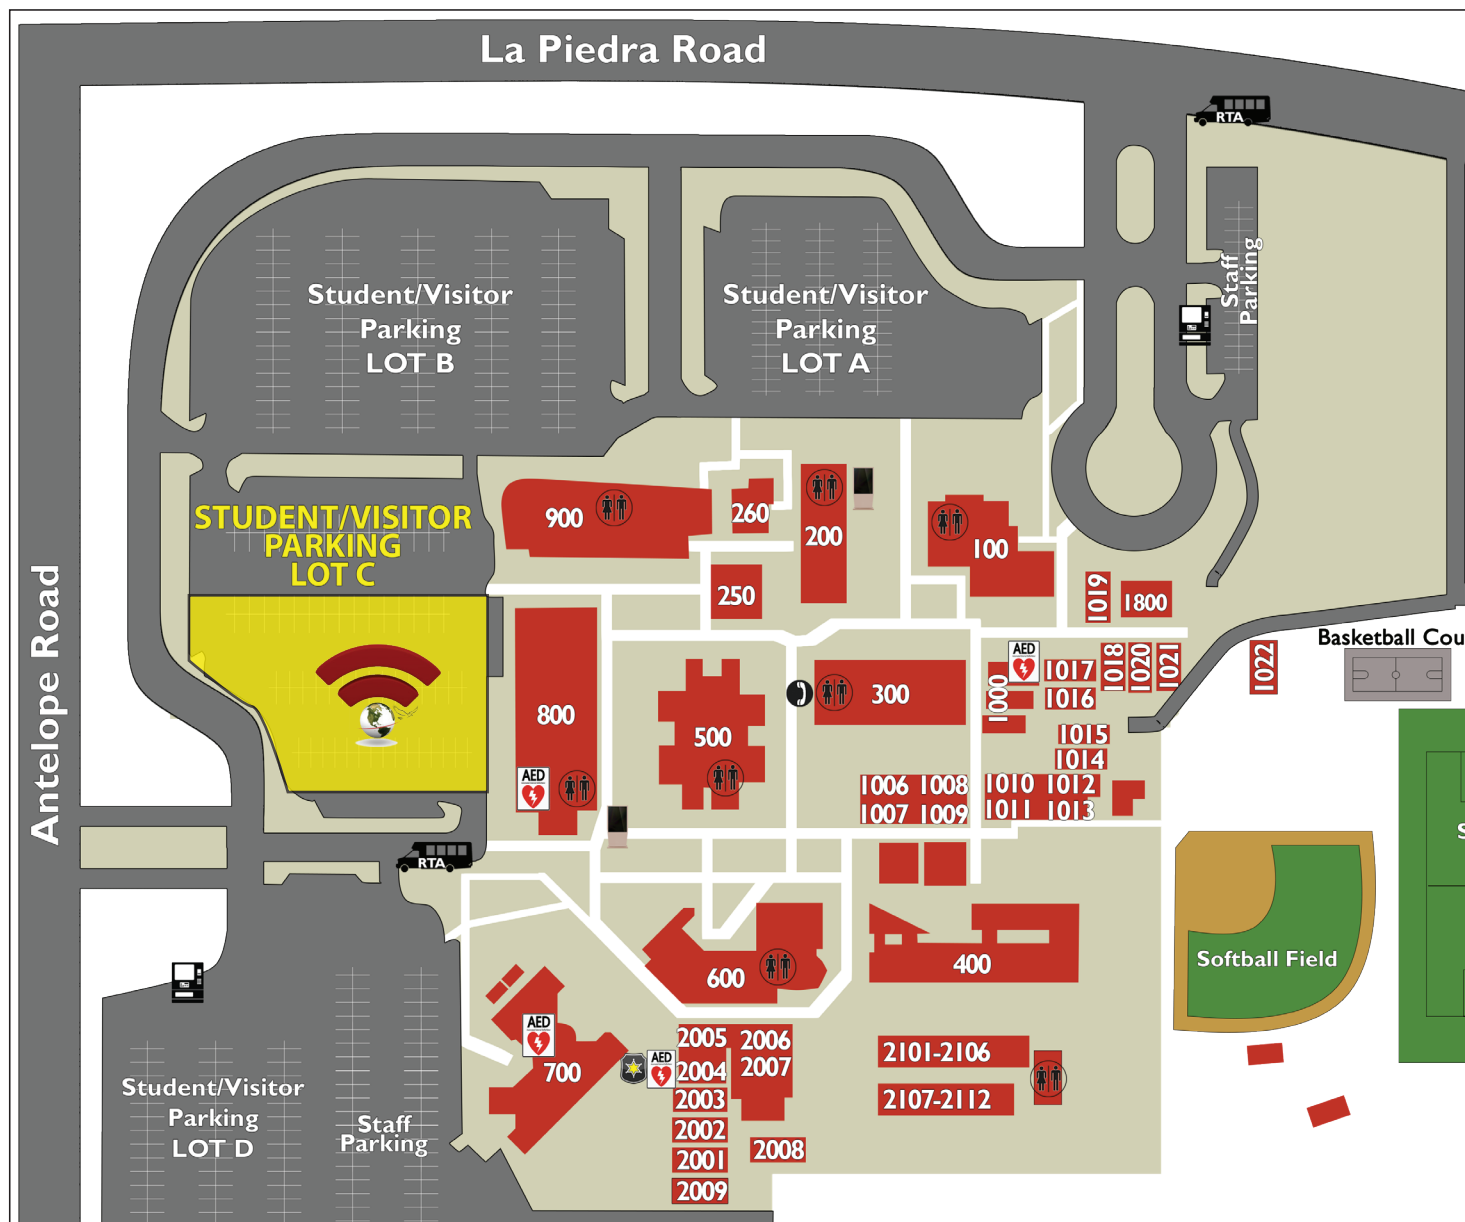 La Piedra Road
RTA
Staff
Parking
Student/Visitor
Parking
LOT B
Student/Visitor
Parking
LOT A
STUDENT/VISITOR
PARKING
LOT C
Antelope Road
900
260
200
100
250
1019
1800
Basketball Cou
800
AED
500
300
1000
AED
1017
1016
1018
1020
1021
1022
1015
1014
1006 1008
1007 1009
1010 1012
1011 1013
RTA
S
Softball Field
600
400
AED
700
AED
2005
2004
2003
2002
2001
2009
2006
2007
2008
2101-2106
2107-2112
Student/Visitor
Parking
LOT D
Staff
Parking